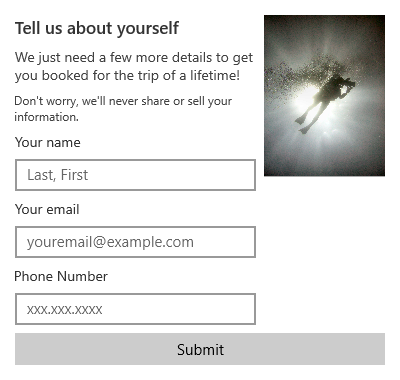 Tell us about yourself
We just need a few more details to get
you booked for the trip of a lifetime!
Don't worry, we'll never share or sell your
information.
Your name
Last, First
Your email
youremail@example.com
Phone Number
xxx.xxx.xxxx
Submit